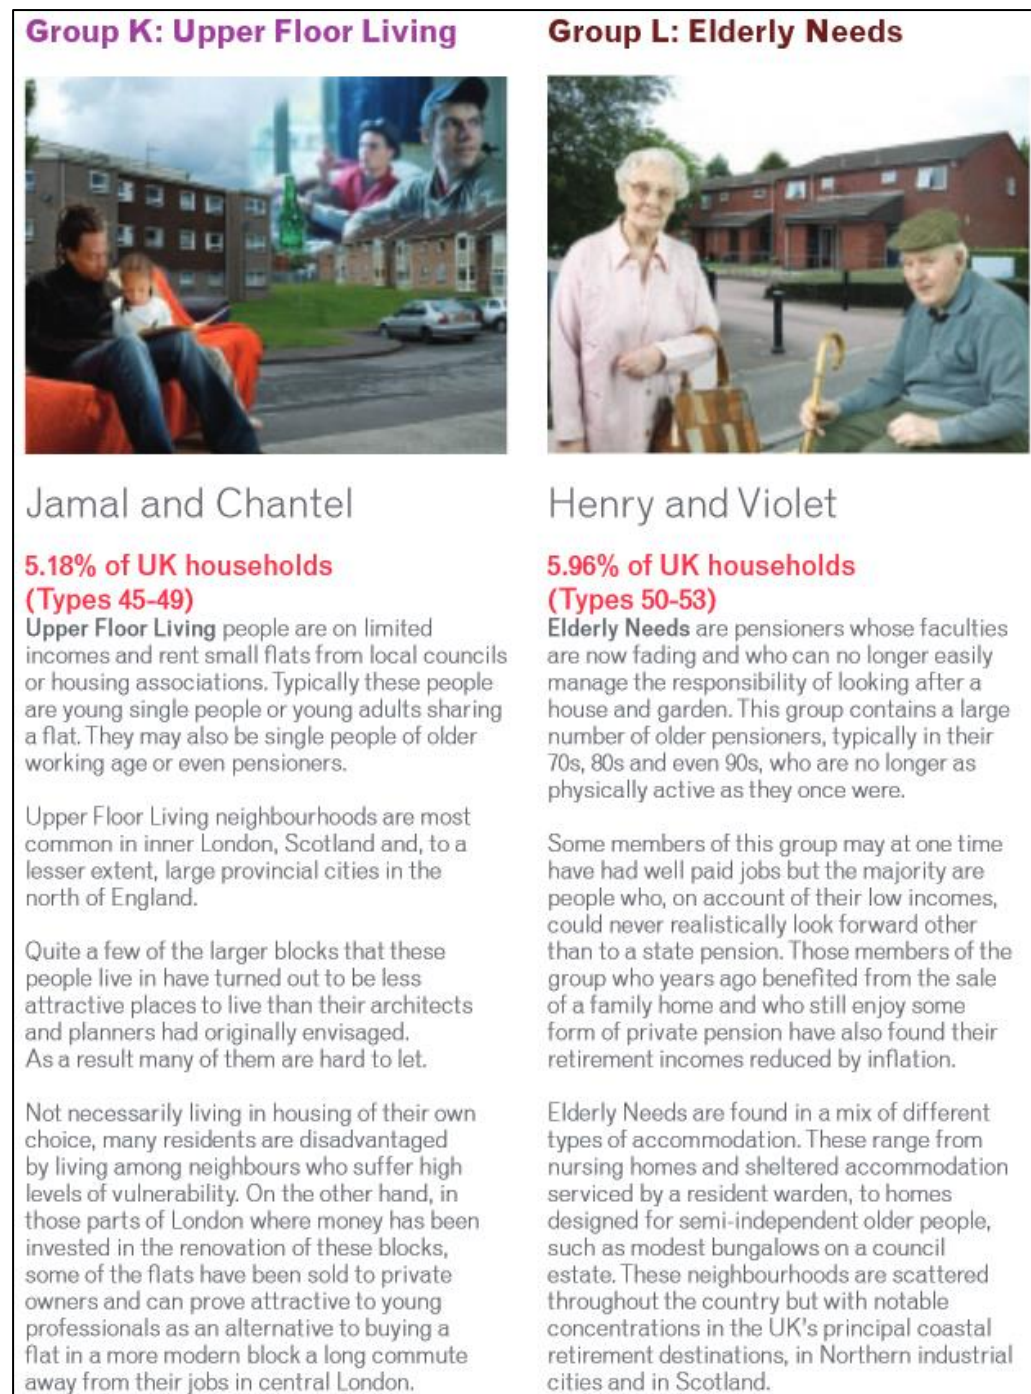 Group K: Upper Floor Living
Jamal and Chantel
5.18% of UK households
(Types 45-49)
Upper Floor Living people are on limited
incomes and rent small flats from local councils
or housing associations. Typically these people
are young single people or young adults sharing
a flat. They may also be single people of older
working age or even pensioners.
Upper Floor Living neighbourhoods are most
common in inner London, Scotland and, to a
lesser extent, large provincial cities in the
north of England.
Quite a few of the larger blocks that these
people live in have turned out to be less
attractive places to live than their architects
and planners had originally envisaged.
As a result many of them are hard to let.
Not necessarily living in housing of their own
choice, many residents are disadvantaged
by living among neighbours who suffer high
levels of vulnerability. On the other hand, in
those parts of London where money has been
invested in the renovation of these blocks,
some of the flats have been sold to private
owners and can prove attractive to young
professionals as an alternative to buying a
flat in a more modern block a long commute
away from their jobs in central London.
Group L: Elderly Needs
Henry and Violet
5.96% of UK households
(Types 50-53)
Elderly Needs are pensioners whose faculties
are now fading and who can no longer easily
manage the responsibility of looking after a
house and garden. This group contains a large
number of older pensioners, typically in their
70s, 80s and even 90s, who are no longer as
physically active as they once were.
Some members of this group may at one time
have had well paid jobs but the majority are
people who, on account of their low incomes,
could never realistically look forward other
than to a state pension. Those members of the
group who years ago benefited from the sale
of a family home and who still enjoy some
form of private pension have also found their
retirement incomes reduced by inflation.
Elderly Needs are found in a mix of different
types of accommodation. These range from
nursing homes and sheltered accommodation
serviced by a resident warden, to homes
designed for semi-independent older people,
such as modest bungalows on a council
estate. These neighbourhoods are scattered
throughout the country but with notable
concentrations in the UK's principal coastal
retirement destinations, in Northern industrial
cities and in Scotland.